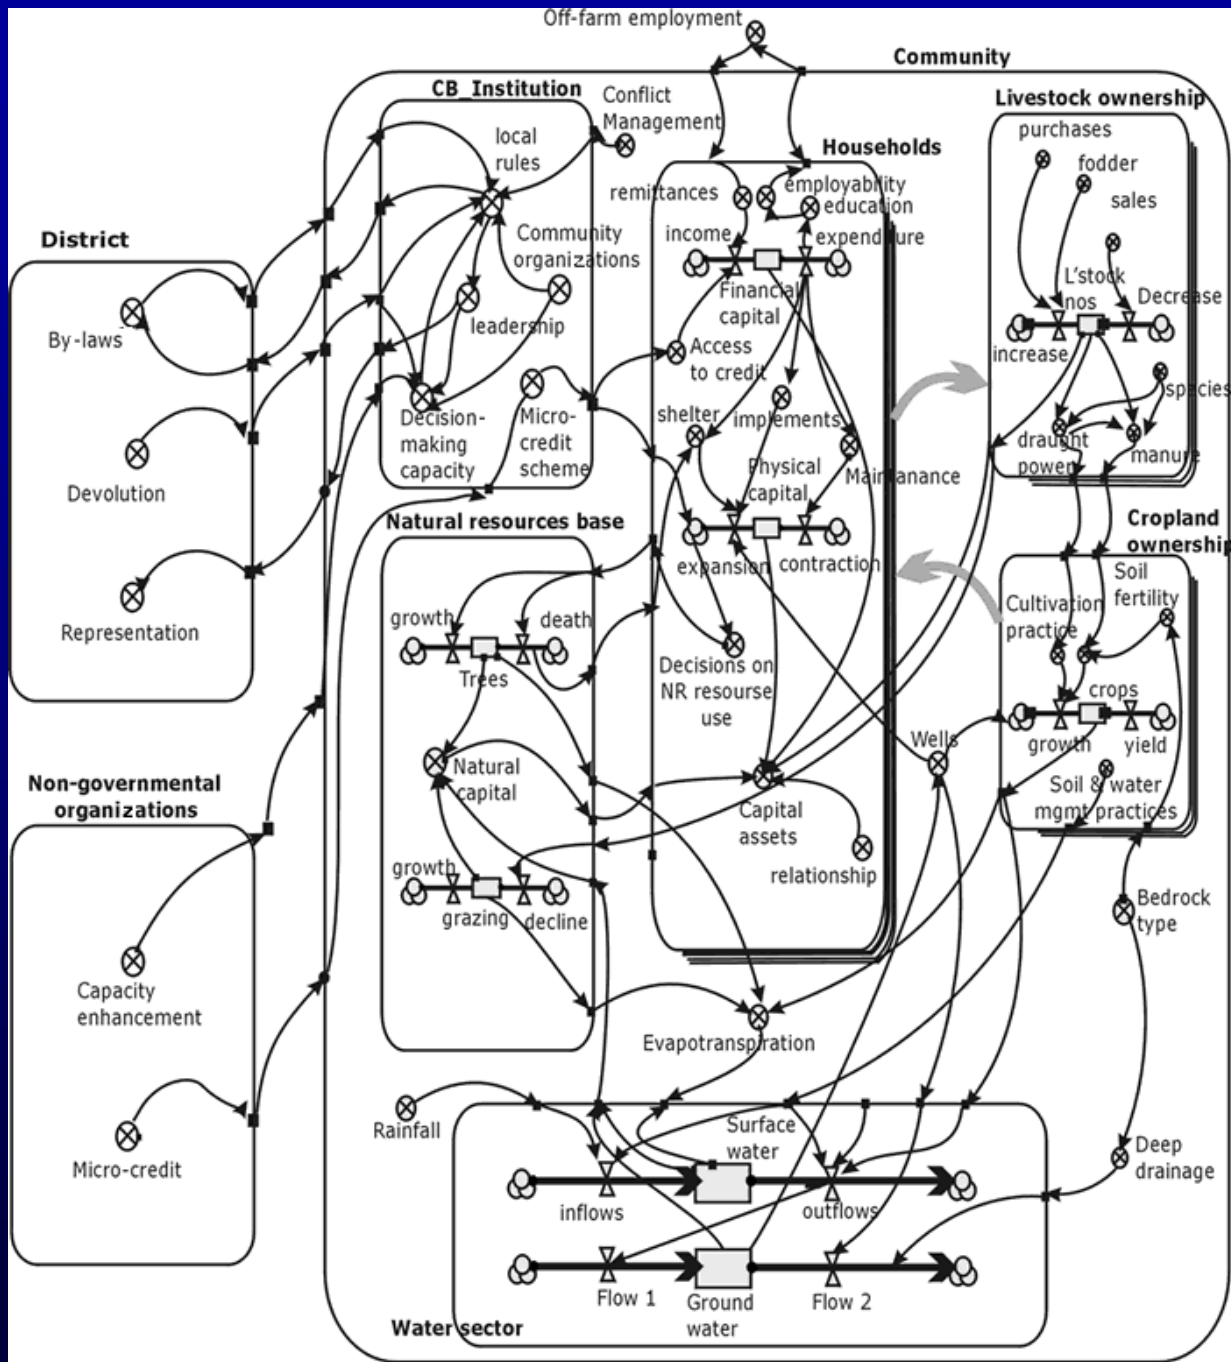 Off-farm employment
Community
CB_Institution
Conflict
Management
local
rules
Community
organizations
leadership
Decision-
making
capacity
Micro-
credit
scheme
District
By-laws
Devolution
Representation
Non-governmental
organizations
Capacity
enhancement
Micro-credit
Households
remittances
employability
education
income
expenditure
Financial
capital
Access
to credit
shelter
implements
Physical
capital
Maintanance
expansion
contraction
Decisions on
NR resourse
use
Capital
assets
relationship
Livestock ownership
purchases
fodder
sales
L'stock
nos
Decrease
increase
species
draught
power
manure
Cropland
ownership
Soil
fertility
Cultivation
practice
crops
growth
yield
Soil & water
mgmt practices
Wells
Bedrock
type
Deep
drainage
Natural resources base
growth
death
Trees
Natural
capital
growth
grazing
decline
Evapotranspiration
Rainfall
Surface
water
inflows
outflows
Flow 1
Ground
water
Flow 2
Water sector